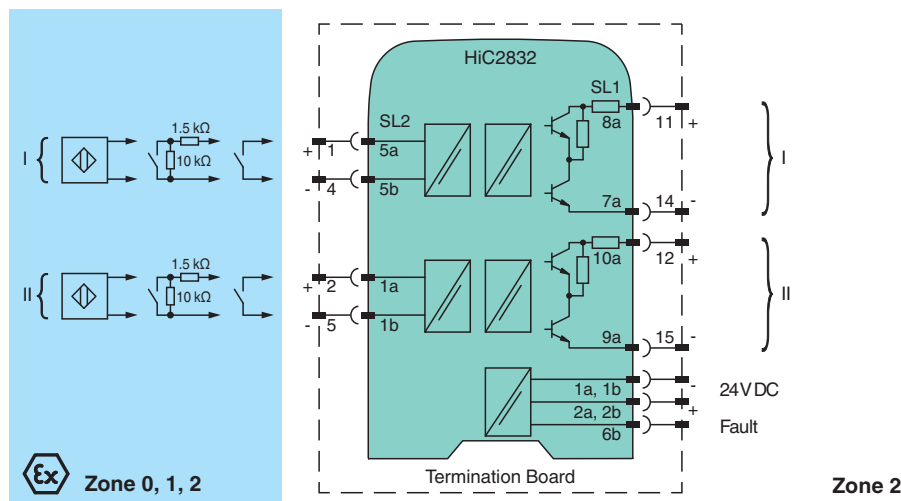 HiC2832
SL1
8a
11
+
1.5 kΩ
SL2
I
10 kΩ
+
1
5a
I
-
4
5b
7a
14
-
10a
12
+
1.5 kΩ
II
10 kΩ
+
2
1a
II
-
5
1b
9a
15
-
1a, 1b
-
24V DC
2a, 2b
+
6b
Fault
Ex
Zone 0, 1, 2
Termination Board
Zone 2